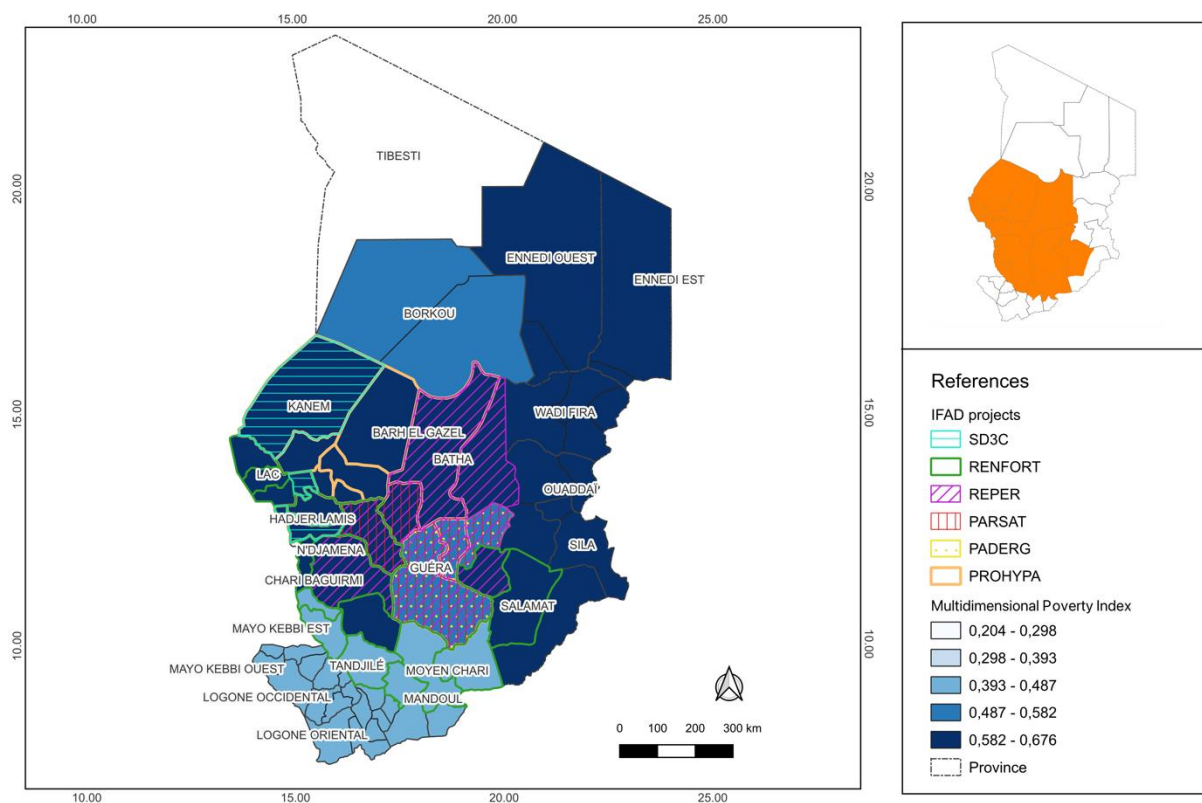 10.00 15.00 20.00 25.00
20.00
15.00
10.00
TIBESTI
ENNEDI OUEST
ENNEDI EST
BORKOU
KANEM
WADI FIRA
BARH EL GAZEL
BATHA
LAC
OUADDAÏ
HADJER LAMIS
N'DJAMENA
SILA
GUÉRA
CHARI BAGUIRMI
SALAMAT
MAYO KEBBI EST
MAYO KEBBI OUEST
TANDJILÉ
MOYEN CHARI
LOGONE OCCIDENTAL
MANDOUL
LOGONE ORIENTAL
0 100 200 300 km
20.00
15.00
10.00
10.00 15.00 20.00 25.00
References
IFAD projects
SD3C
RENFORT
REPER
PARSAT
PADERG
PROHYPA
Multidimensional Poverty Index
0,204 - 0,298
0,298 - 0,393
0,393 - 0,487
0,487 - 0,582
0,582 - 0,676
Province